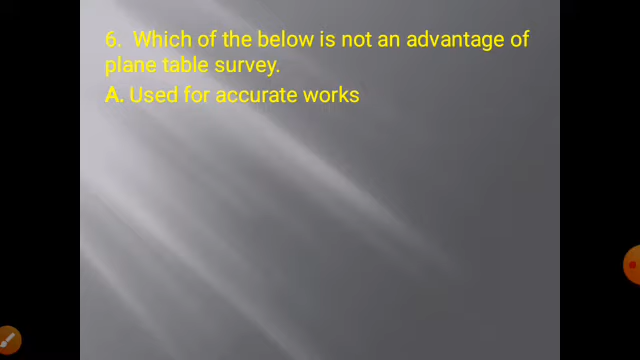 6. Which of the below is not an advantage of
plane table survey.
A. Used for accurate works